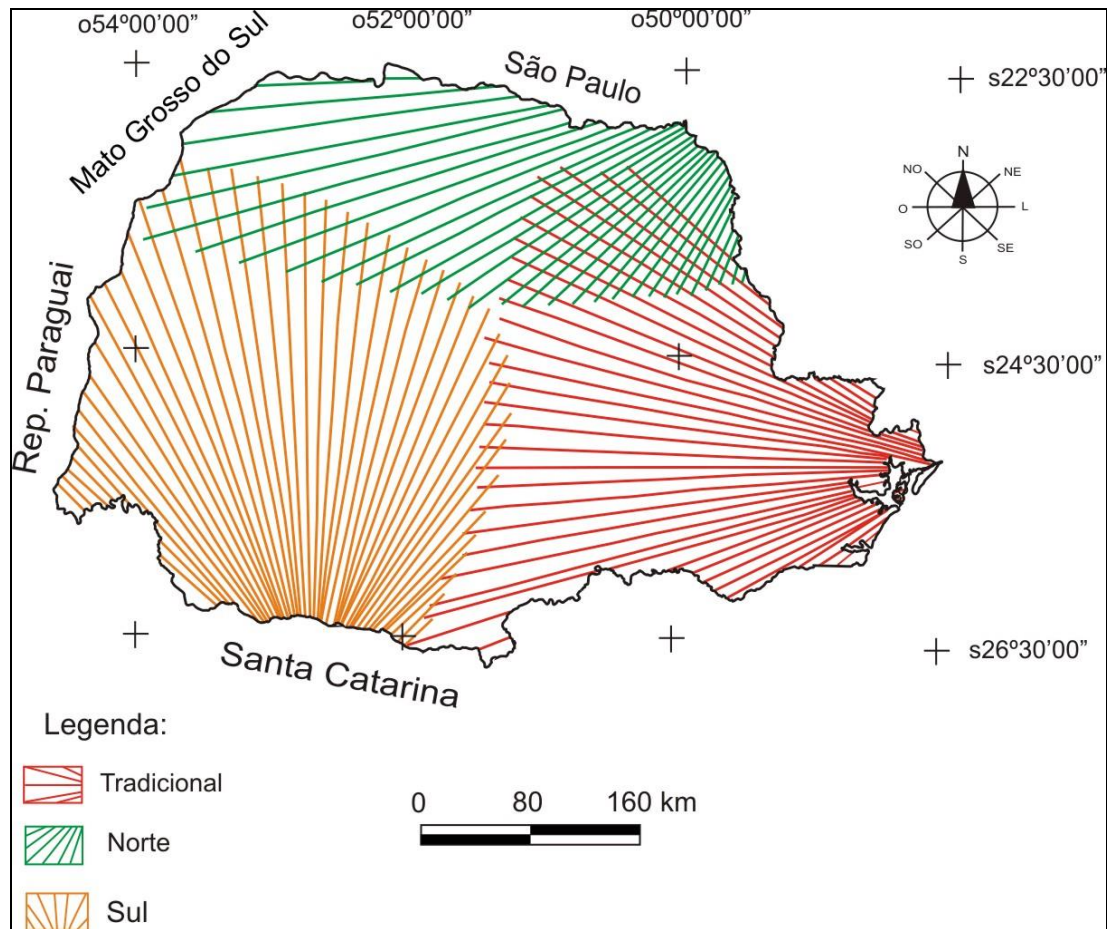 o54º00’00” o52º00’00” o50º00’00”
Mato Grosso do Sul
São Paulo
s22º30’00”
N
NO NE
O L
SO SE
S
Rep. Paraguai
s24º30’00”
s26º30’00”
Santa Catarina
Legenda:
Tradicional
Norte
Sul
0 80 160 km